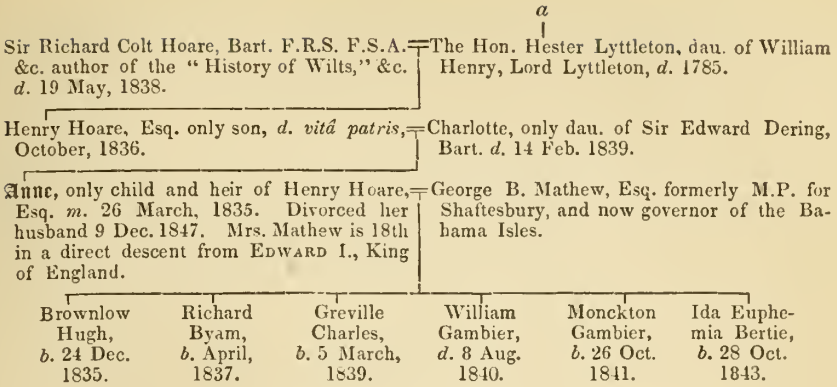 a
Sir Richard Colt Hoare, Bart. F.R.S. F.S.A.
&c. author of the "History of Wilts," &c.
d. 19 May, 1838.
The Hon. Hester Lyttleton, dau. of William
Henry, Lord Lyttleton, d. 1785.
Henry Hoare, Esq. only son, d. vitâ patris,
October, 1836.
Charlotte, only dau. of Sir Edward Dering,
Bart. d. 14 Feb. 1839.
Anne, only child and heir of Henry Hoare,
Esq. m. 26 March, 1835. Divorced her
husband 9 Dec. 1847. Mrs. Mathew is 18th
in a direct descent from EDWARD I., King
of England.
George B. Mathew, Esq. formerly M.P. for
Shaftesbury, and now governor of the Ba-
hama Isles.
Brownlow
Hugh,
b. 24 Dec.
1835.
Richard
Byam,
b. April,
1837.
Greville
Charles,
b. 5 March,
1839.
William
Gambier,
d. 8 Aug.
1840.
Monckton
Gambier,
b. 26 Oct.
1841.
Ida Euphe-
mia Bertie,
b. 28 Oct.
1843.